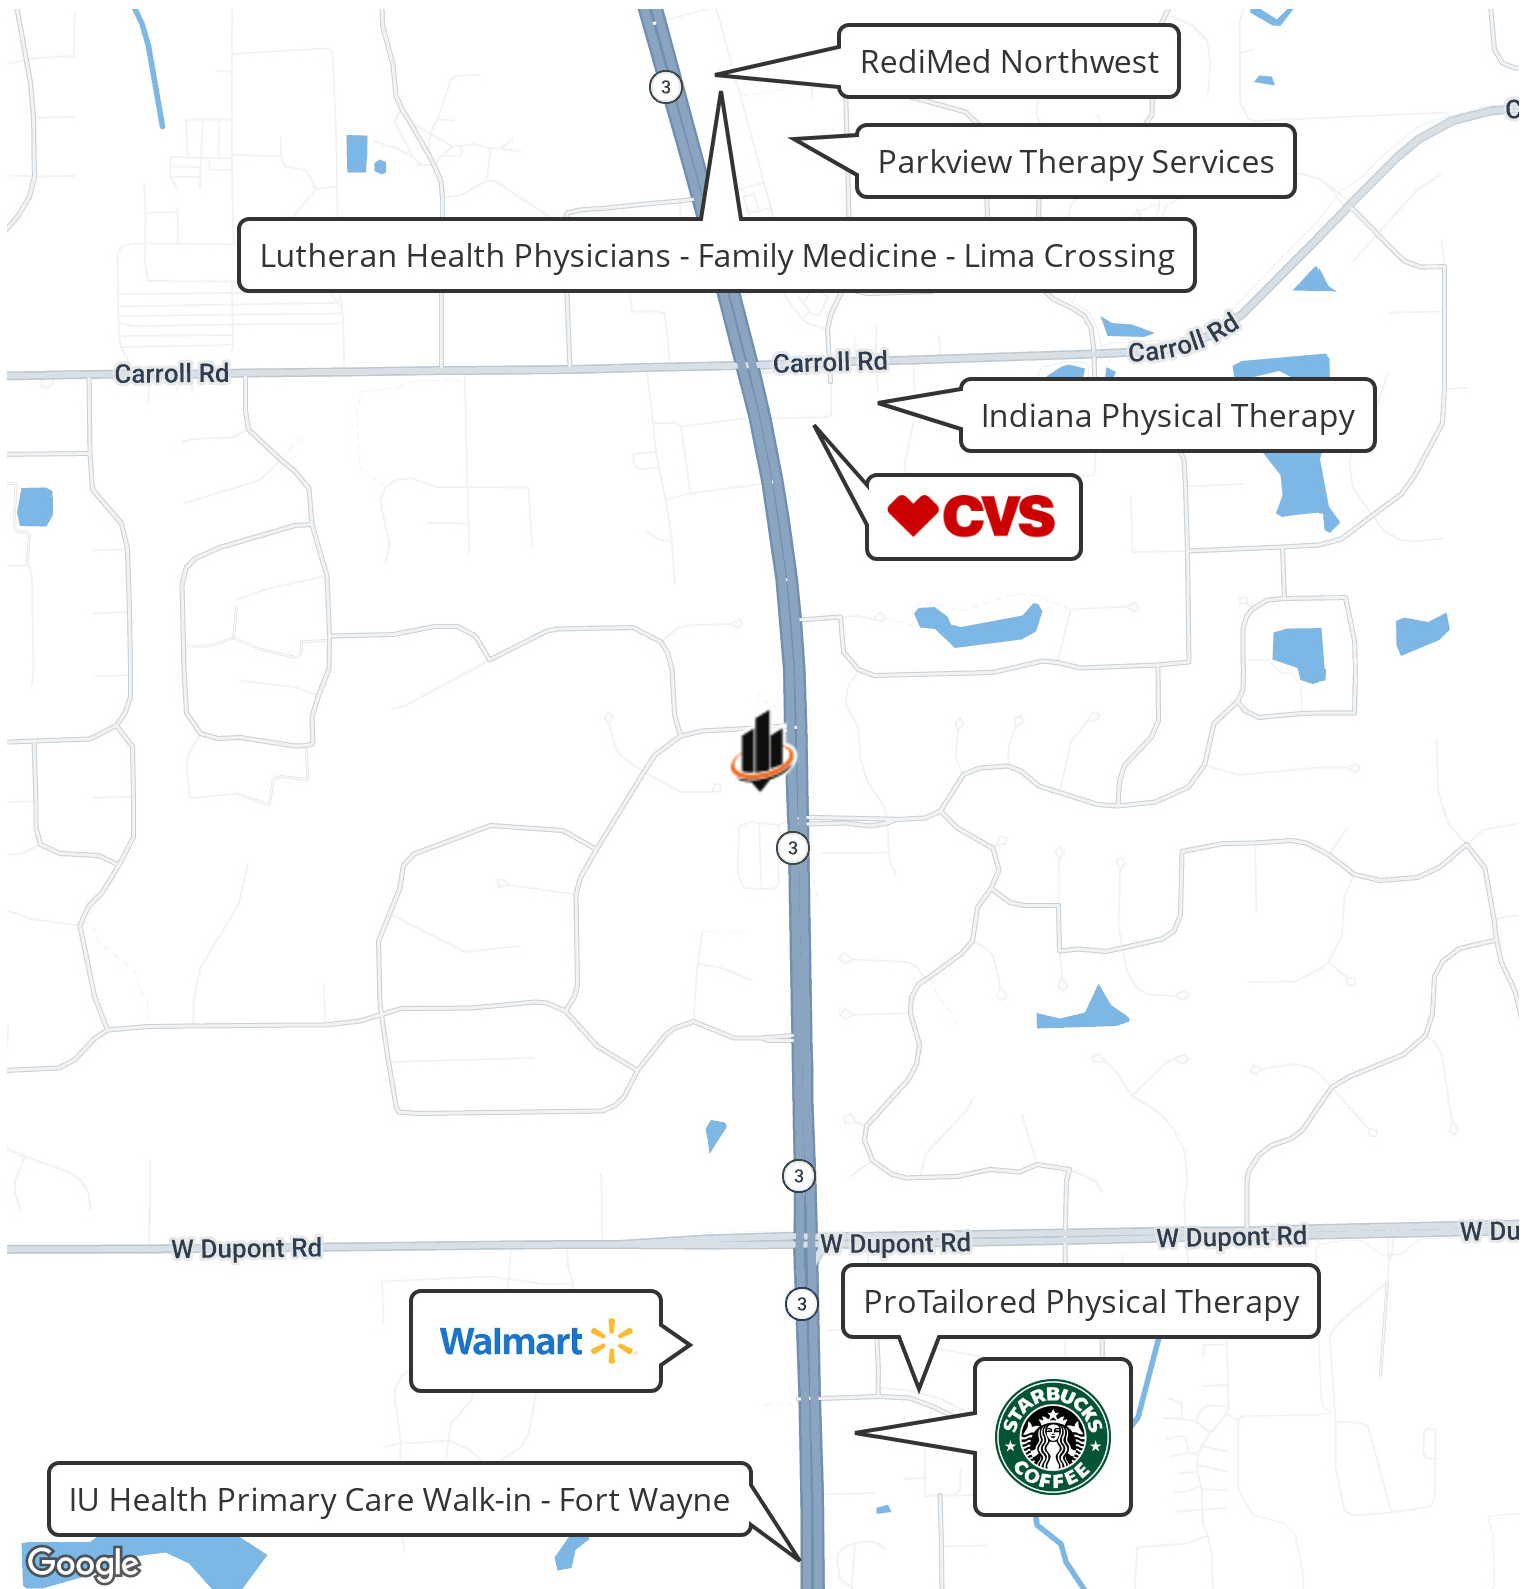 RediMed Northwest
3
Parkview Therapy Services
Lutheran Health Physicians - Family Medicine - Lima Crossing
Carroll Rd
Carroll Rd
Carroll Rd
Indiana Physical Therapy
CVS
3
3
W Dupont Rd
W Dupont Rd
W Dupont Rd
W Du
3
ProTailored Physical Therapy
Walmart
STARBUCKS
COFFEE
IU Health Primary Care Walk-in - Fort Wayne
Google
C